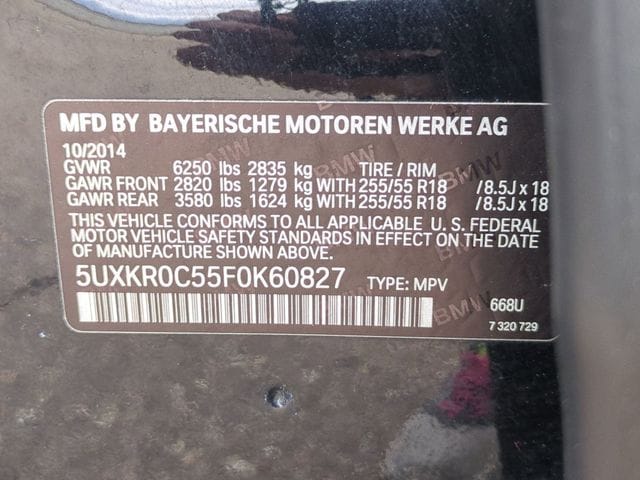 MFD BY BAYERISCHE MOTOREN WERKE AG
10/2014
GVWR 6250 lbs 2835 kg TIRE / RIM
GAWR FRONT 2820 lbs 1279 kg WITH 255/55 R18 /8.5J x 18
GAWR REAR 3580 lbs 1624 kg WITH 255/55 R18 /8.5J x 18
THIS VEHICLE CONFORMS TO ALL APPLICABLE U. S. FEDERAL
MOTOR VEHICLE SAFETY STANDARDS IN EFFECT ON THE DATE
OF MANUFACTURE SHOWN ABOVE.
5UXKR0C55F0K60827 TYPE: MPV
668U
7 320 729